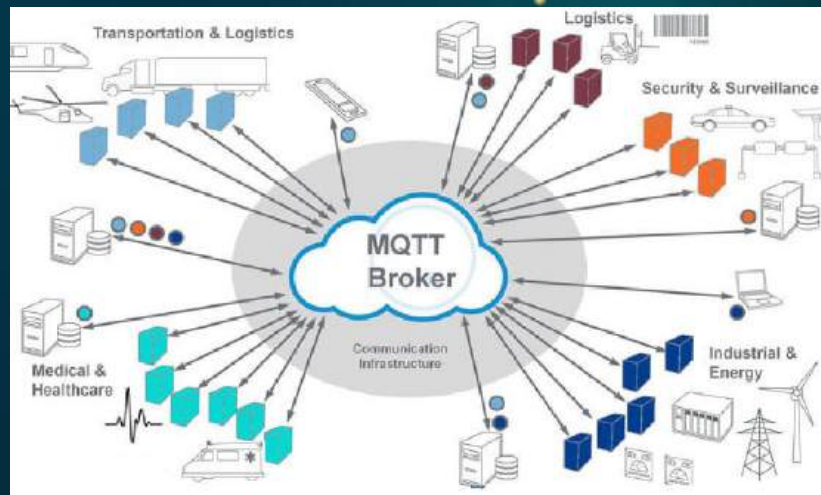 Transportation & Logistics
Logistics
Security & Surveillance
MQTT
Broker
Communication
Infrastructure
Medical &
Healthcare
Industrial &
Energy